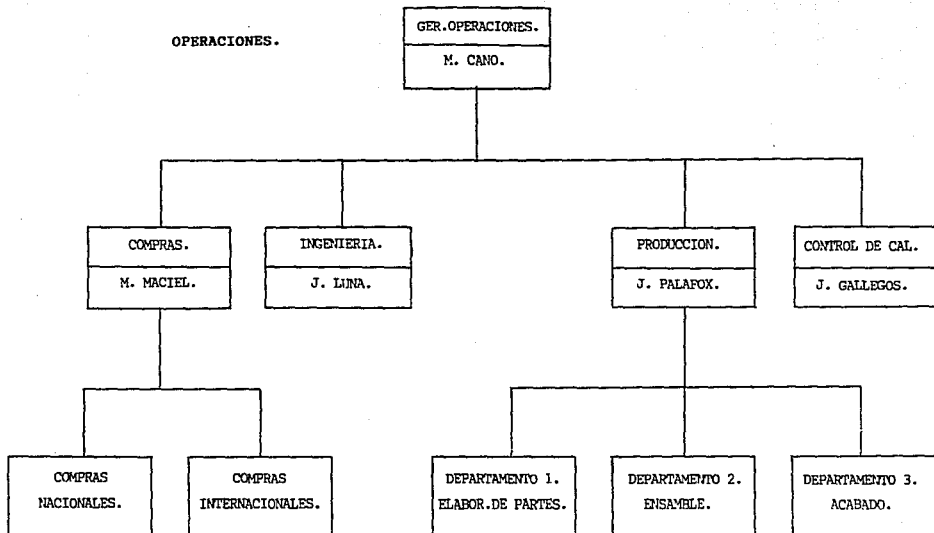 OPERACIONES.
GER.OPERACIONES.
M. CANO.
COMPRAS.
M. MACIEL.
INGENIERIA.
J. LUNA.
PRODUCCION.
J. PALAFOX.
CONTROL DE CAL.
J. GALLEGOS.
COMPRAS
NACIONALES.
COMPRAS
INTERNACIONALES.
DEPARTAMENTO 1.
ELABOR.DE PARTES.
DEPARTAMENTO 2.
ENSAMBLE.
DEPARTAMENTO 3.
ACABADO.